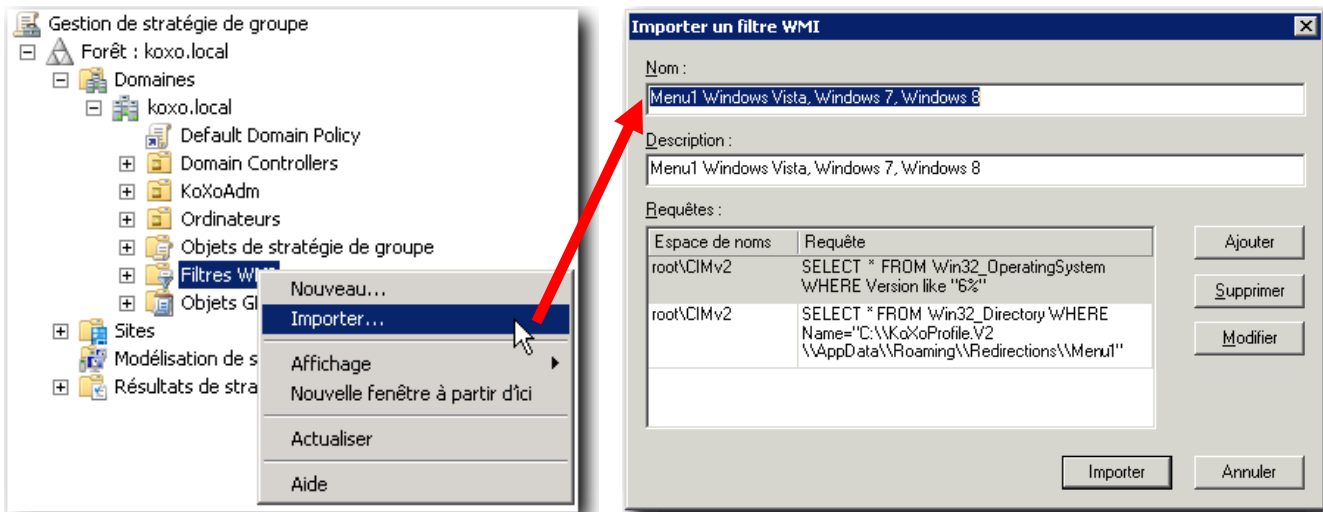 Gestion de stratégie de groupe
Forêt : koxo.local
Domaines
koxo.local
Default Domain Policy
Domain Controllers
KoXoAdm
Ordinateurs
Objets de stratégie de groupe
Filtres WMI
Objets Gl
Sites
Modélisation de s
Résultats de stra
Nouveau...
Importer...
Affichage
Nouvelle fenêtre à partir d'ici
Actualiser
Aide
Importer un filtre WMI
Nom :
Menu1 Windows Vista, Windows 7, Windows 8
Description :
Menu1 Windows Vista, Windows 7, Windows 8
Requêtes :
Espace de noms Requête
root\CIMv2 SELECT * FROM Win32_OperatingSystem
WHERE Version like "6%"
root\CIMv2 SELECT * FROM Win32_Directory WHERE
Name="C:\\KoXoProfile.V2
\\AppData\\Roaming\\Redirections\\Menu1"
Ajouter
Supprimer
Modifier
Importer Annuler